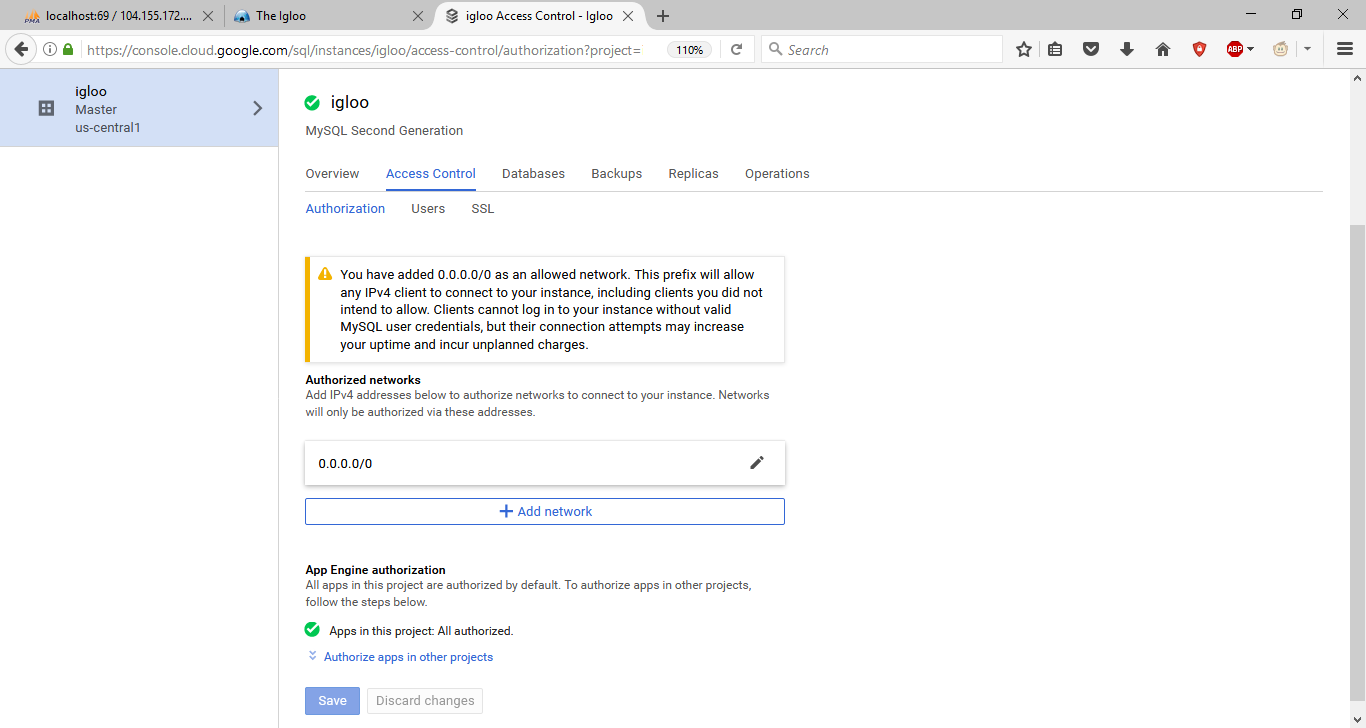 localhost:69 / 104.155.172....
The Igloo
igloo Access Control - Igloo
https://console.cloud.google.com/sql/instances/igloo/access-control/authorization?project=
110%
Search
ABP
igloo
Master
us-central1
igloo
MySQL Second Generation
Overview Access Control Databases Backups Replicas Operations
Authorization Users SSL
You have added 0.0.0.0/0 as an allowed network. This prefix will allow
any IPv4 client to connect to your instance, including clients you did not
intend to allow. Clients cannot log in to your instance without valid
MySQL user credentials, but their connection attempts may increase
your uptime and incur unplanned charges.
Authorized networks
Add IPv4 addresses below to authorize networks to connect to your instance. Networks
will only be authorized via these addresses.
0.0.0.0/0
Add network
App Engine authorization
All apps in this project are authorized by default. To authorize apps in other projects,
follow the steps below.
Apps in this project: All authorized.
Authorize apps in other projects
Save Discard changes